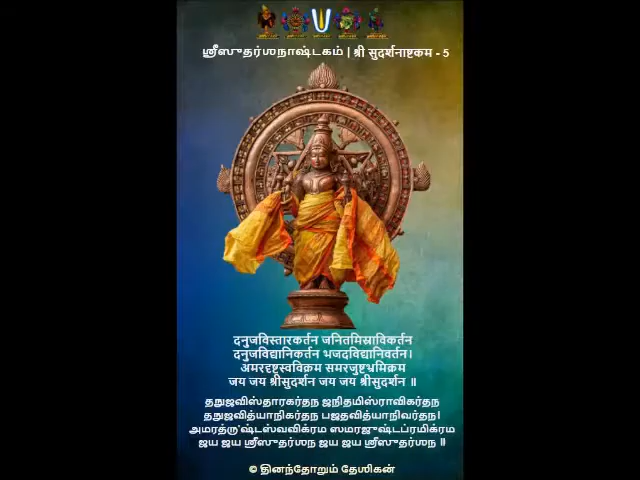 ஸ்ரீஸுதர்ஶநாஷ்டகம் | श्री सुदर्शनाष्टकम - 5
दनुजविस्तारकर्तन जनितमिस्राविकर्तन
दनुजविद्यानिकर्तन भजदविद्यानिवर्तन।
अमरदृष्टस्वविक्रम समरजुष्टभ्रमिक्रम
जय जय श्रीसुदर्शन जय जय श्रीसुदर्शन ॥
தநுஜவிஸ்தாரகர்தந ஜநிதமிஸ்ராவிகர்தந
தநுஜவித்யாநிகர்தந பஜதவித்யாநிவர்தந।
அமரத்ருʼஷ்டஸ்வவிக்ரம ஸமரஜுஷ்டப்ரமிக்ரம
ஜய ஜய ஸ்ரீஸுதர்ஶந ஜய ஜய ஸ்ரீஸுதர்ஶந ॥
© தினந்தோறும் தேஶிகன்